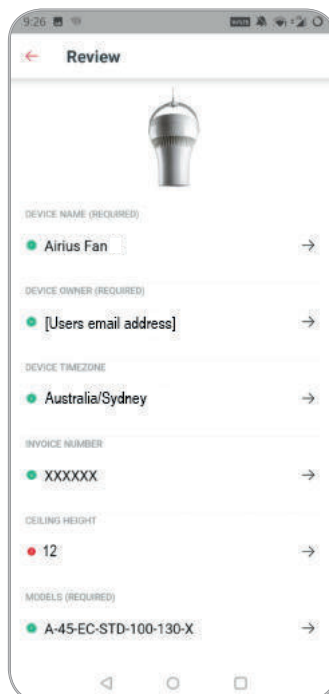 9:26
Review
DEVICE NAME (REQUIRED)
Airius Fan
DEVICE OWNER (REQUIRED)
[Users email address]
DEVICE TIMEZONE
Australia/Sydney
INVOICE NUMBER
XXXXXX
CEILING HEIGHT
12
MODELS (REQUIRED)
A-45-EC-STD-100-130-X